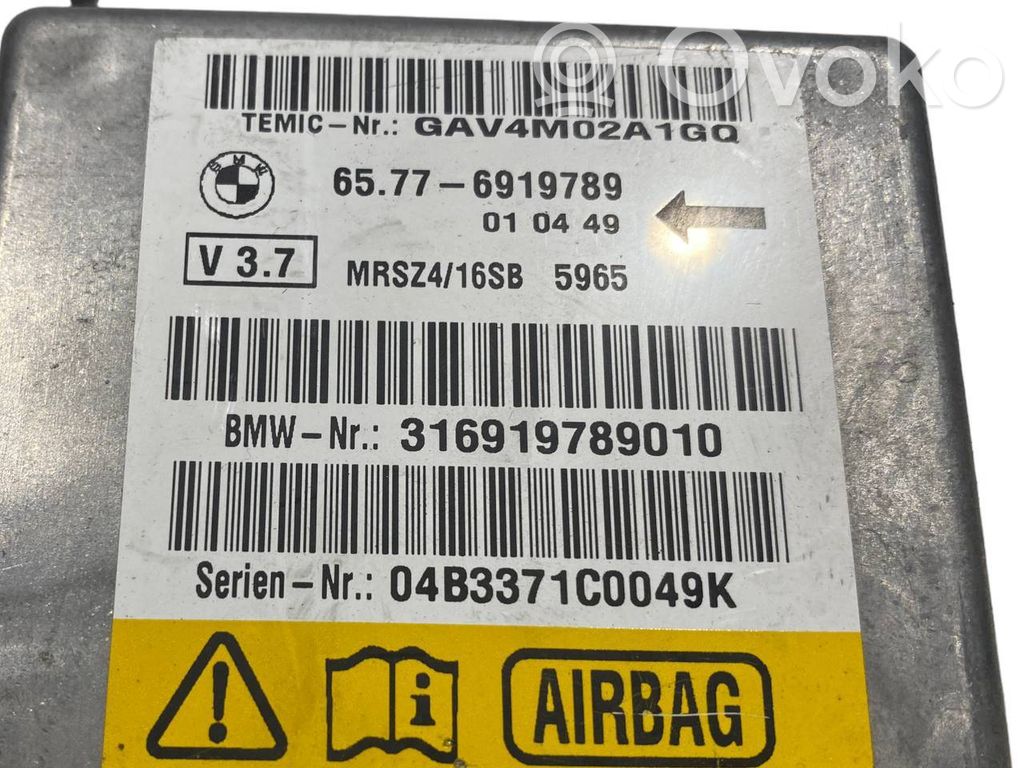 Ovoko
TEMIC-Nr.: GAV4M02A1GQ
BMW
65.77-6919789
01 04 49
V 3.7
MRSZ4/16SB 5965
BMW-Nr.: 316919789010
Serien-Nr.: 04B3371C0049K
i
AIRBAG